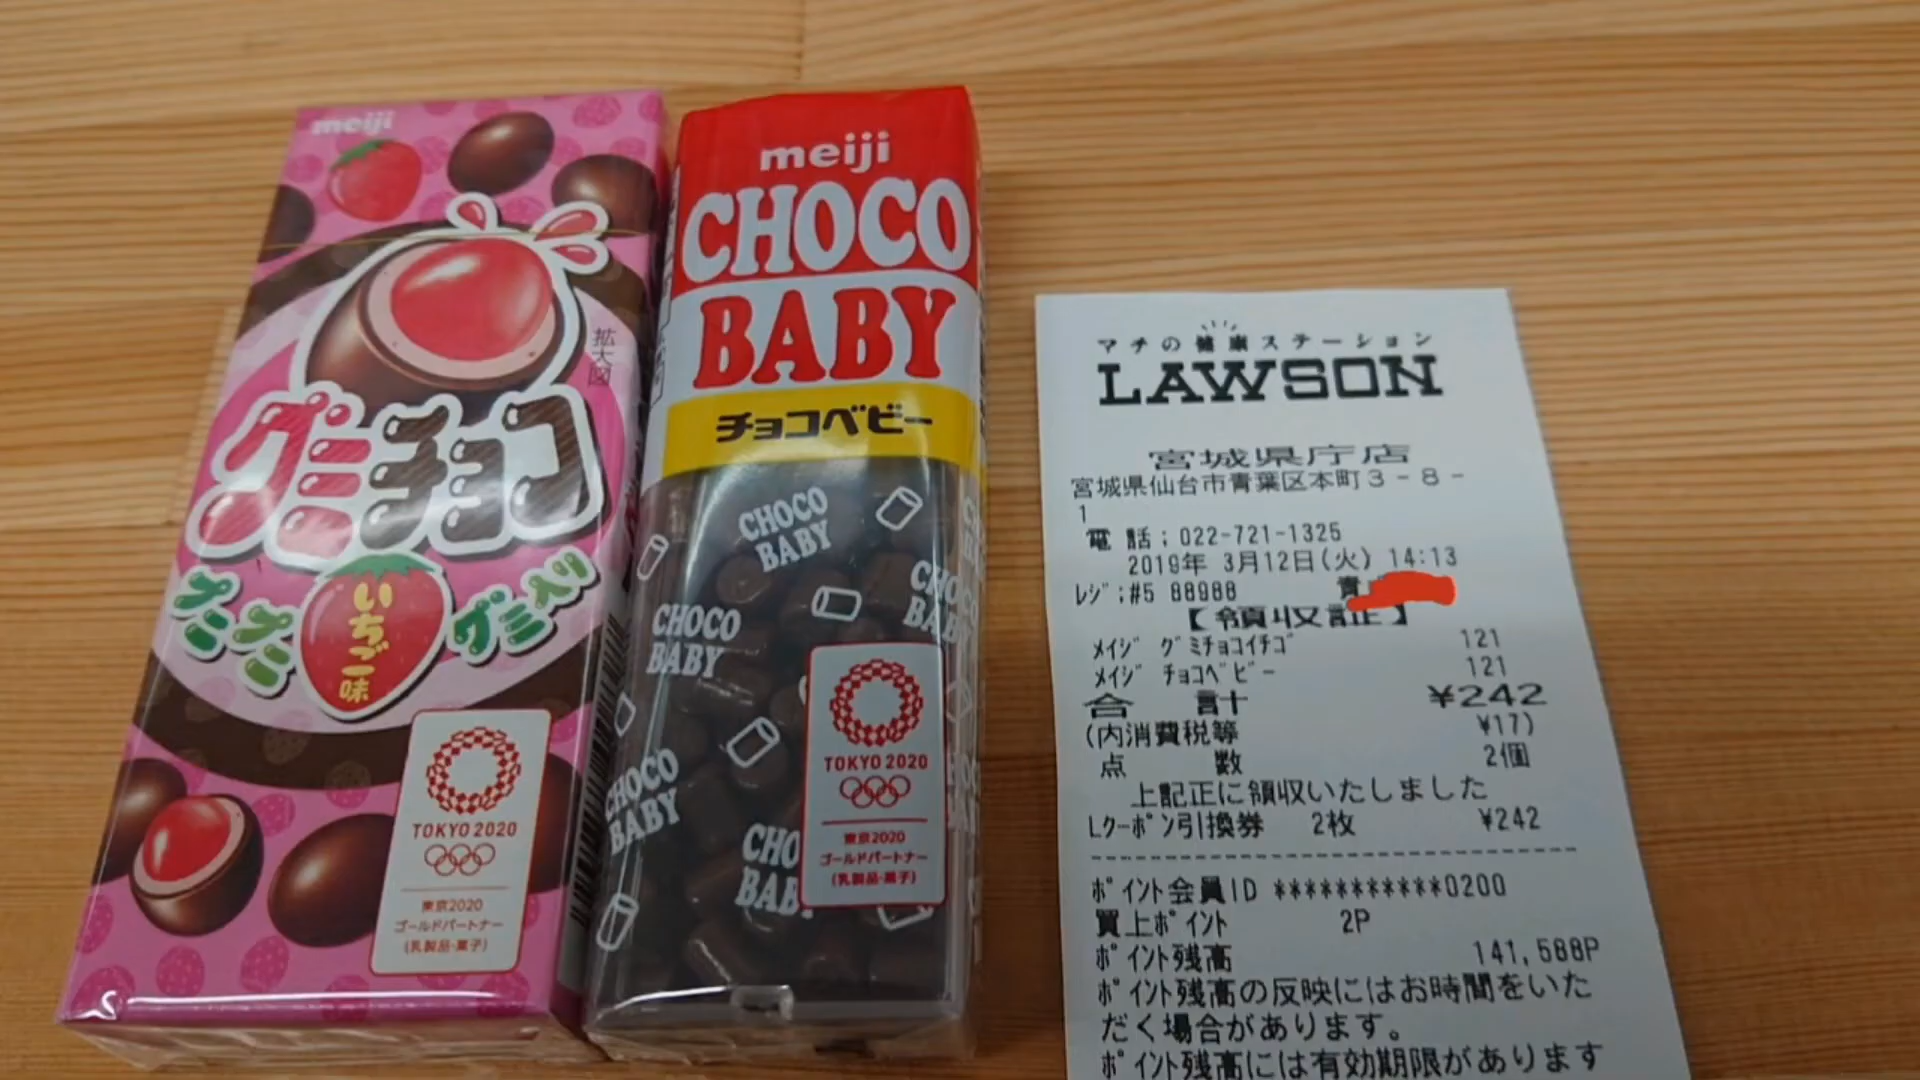 meiji
拡大図
グミチョコ
いちご味
meiji
CHOCO
BABY
チョコベビー
CHOCO
BABY
CHOCO
BABY
CHOCO
BABY
TOKYO 2020
東京2020
ゴールドパートナー
(乳製品・菓子)
TOKYO 2020
東京2020
ゴールドパートナー
(乳製品・菓子)
マチの健康ステーション
LAWSON
宮城県庁店
宮城県仙台市青葉区本町3-8-
1
電話:022-721-1325
2019年 3月12日(火) 14:13
レジ:#5 88988 青
【領収証】
メイジ グミチョコイチゴ 121
メイジ チョコベビー 121
合 計 ¥242
(内消費税等 ¥17)
点 数 2個
上記正に領収いたしました
Lクーポン引換券 2枚 ¥242
ポイント会員ID ***********0200
買上ポイント 2P
ポイント残高 141,588P
ポイント残高の反映にはお時間をいた
だく場合があります。
ポイント残高には有効期限があります